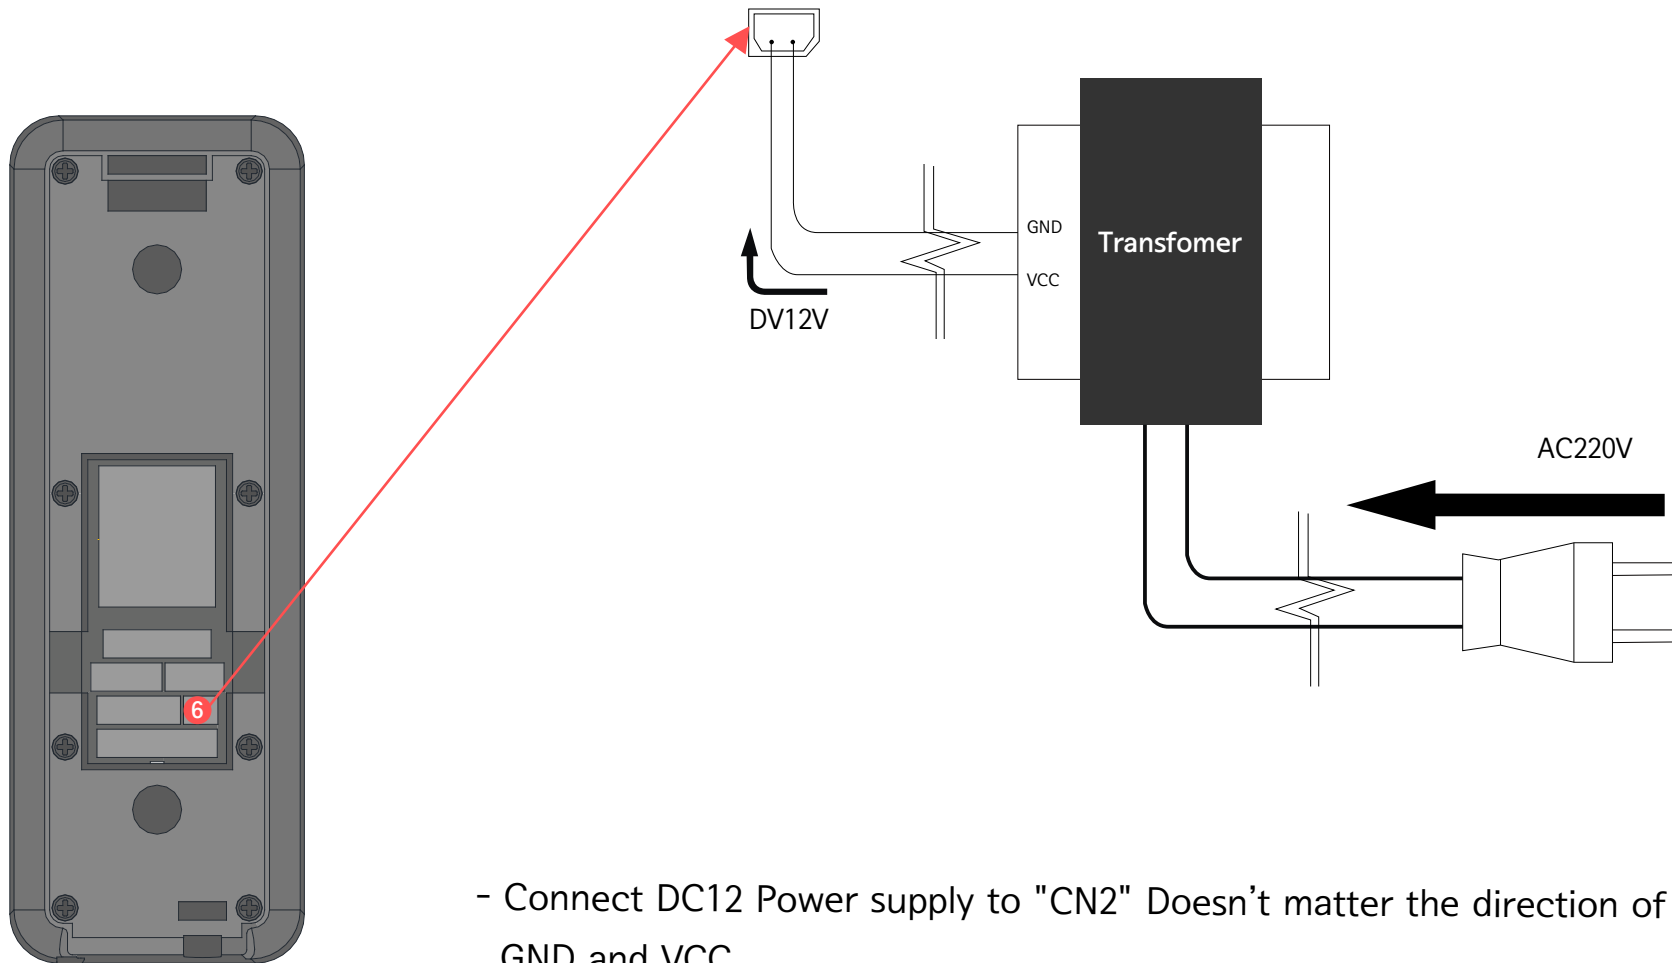 GND
Transfomer
VCC
DV12V
AC220V
6
- Connect DC12 Power supply to "CN2" Doesn’t matter the direction of
GND and VCC